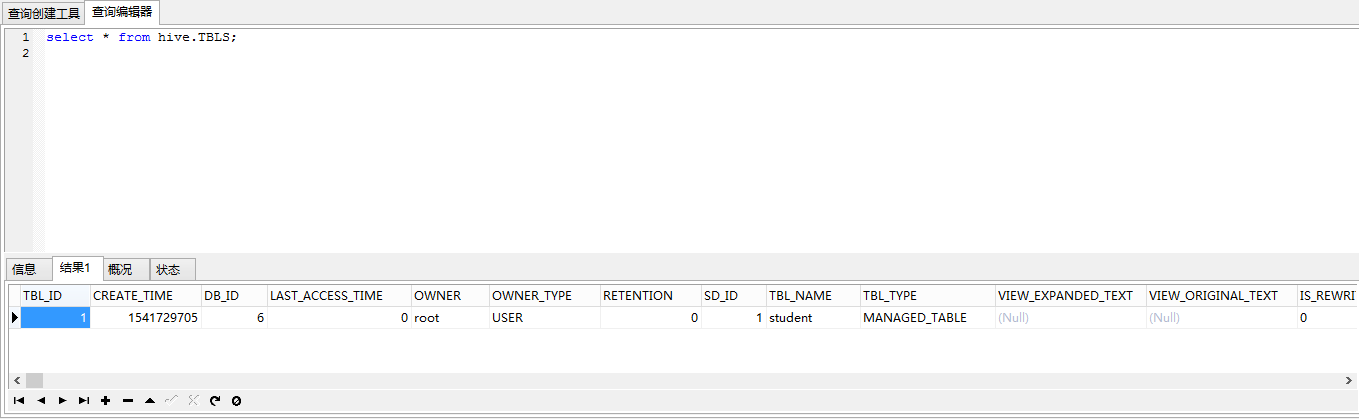 查询创建工具 查询编辑器
1 select * from hive.TBLS;
2
信息 结果1 概况 状态
TBL_ID CREATE_TIME DB_ID LAST_ACCESS_TIME OWNER OWNER_TYPE RETENTION SD_ID TBL_NAME TBL_TYPE VIEW_EXPANDED_TEXT VIEW_ORIGINAL_TEXT IS_REWRI
1 1541729705 6 0 root USER 0 1 student MANAGED_TABLE (Null) (Null) 0